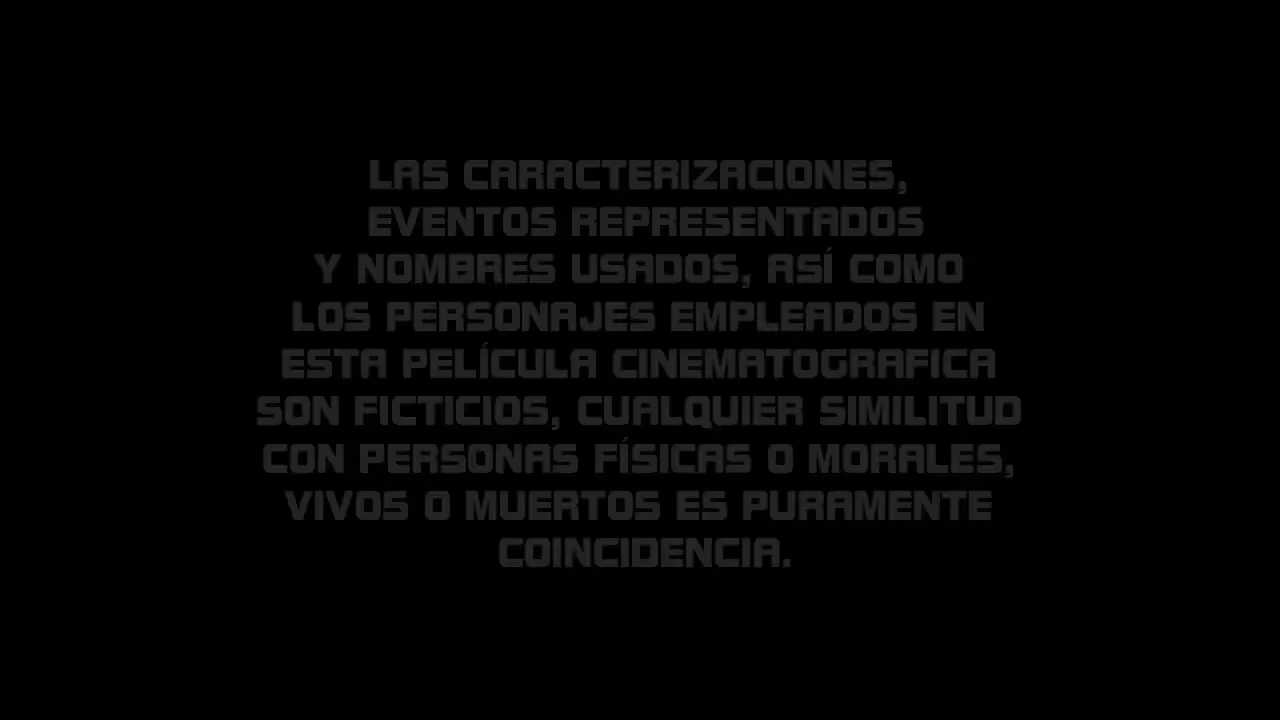 LAS CARACTERIZACIONES,
EVENTOS REPRESENTADOS
Y NOMBRES USADOS, ASÍ COMO
LOS PERSONAJES EMPLEADOS EN
ESTA PELÍCULA CINEMATOGRAFICA
SON FICTICIOS, CUALQUIER SIMILITUD
CON PERSONAS FÍSICAS O MORALES,
VIVOS O MUERTOS ES PURAMENTE
COINCIDENCIA.